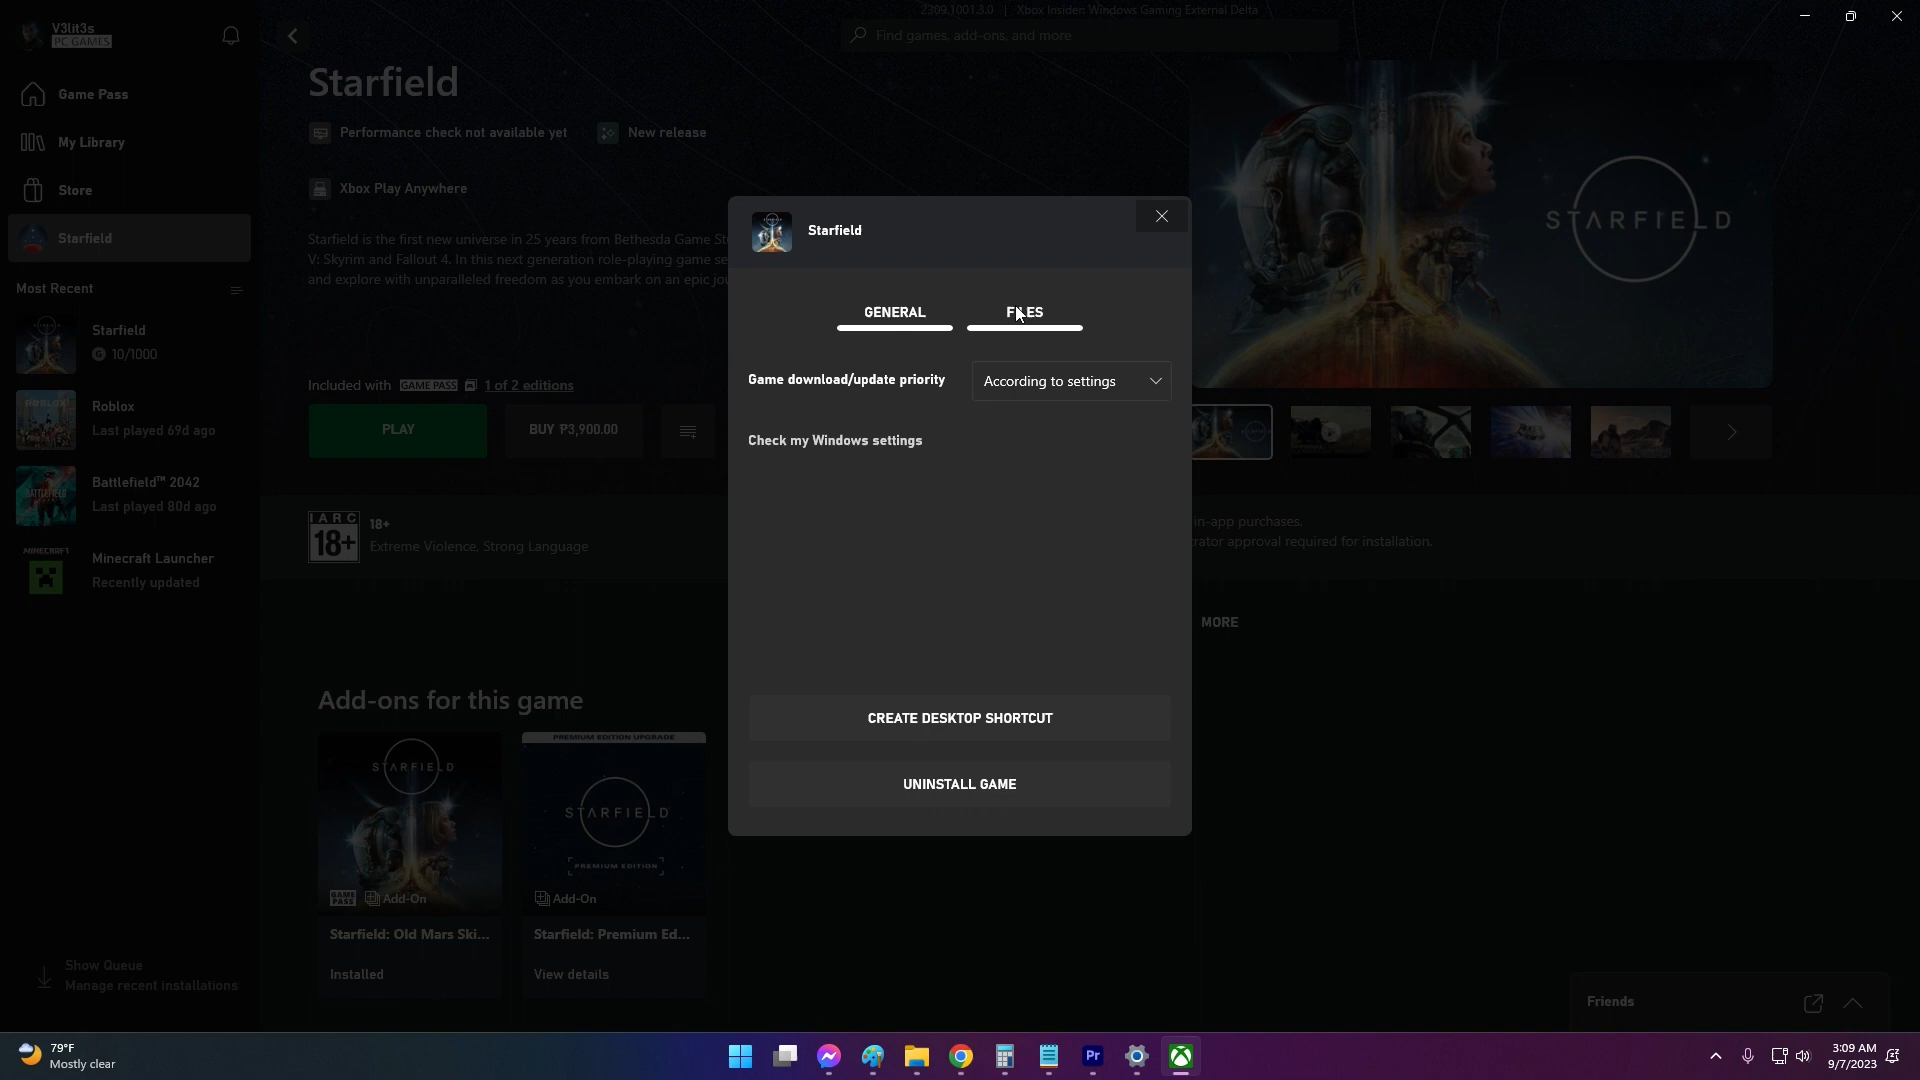 2309.1001.3.0 | Xbox Insider: Windows Gaming External Delta
V3lit3s
PC GAMES
Find games, add-ons, and more
Game Pass
My Library
Store
Starfield
Most Recent
Starfield
10/1000
Roblox
Last played 69d ago
Battlefield™ 2042
Last played 80d ago
MINECRAFT
Minecraft Launcher
Recently updated
Show Queue
Manage recent installations
Starfield
Performance check not available yet
New release
Xbox Play Anywhere
Starfield is the first new universe in 25 years from Bethesda Game St
V: Skyrim and Fallout 4. In this next generation role-playing game se
and explore with unparalleled freedom as you embark on an epic jou
Included with GAME PASS 1 of 2 editions
PLAY
BUY ₱3,900.00
IARC
18+
18+
Extreme Violence, Strong Language
in-app purchases.
rator approval required for installation.
MORE
STARFIELD
Starfield
GENERAL
FILES
Game download/update priority
According to settings
Check my Windows settings
CREATE DESKTOP SHORTCUT
UNINSTALL GAME
Add-ons for this game
STARFIELD
GAME PASS
Add-On
Starfield: Old Mars Ski...
Installed
PREMIUM EDITION UPGRADE
STARFIELD
PREMIUM EDITION
Add-On
Starfield: Premium Ed...
View details
Friends
79°F
Mostly clear
Pr
3:09 AM
9/7/2023